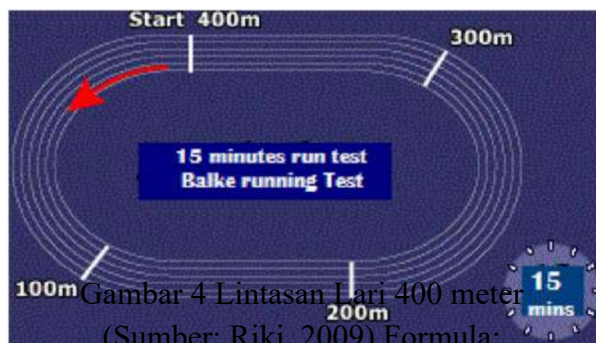 Start 400m
300m
15 minutes run test
Balke running Test
100m
200m
15
mins
Gambar 4 Lintasan Lari 400 meter
(Sumber: Riki, 2009) Formula: